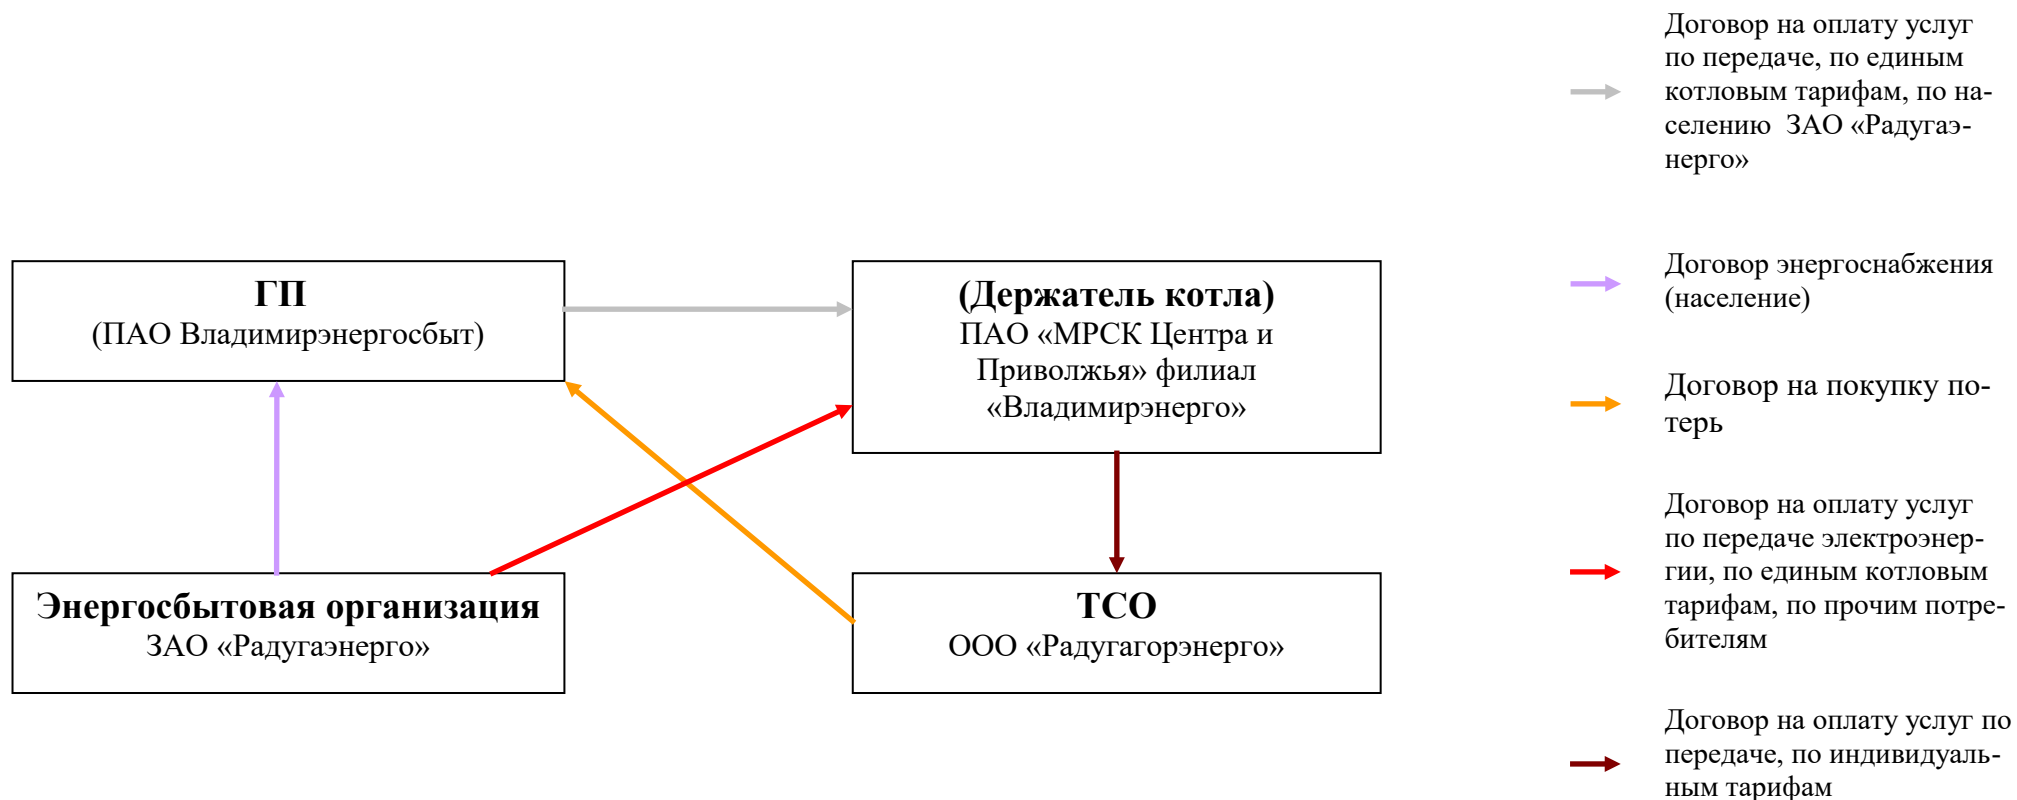 Договор на оплату услуг
по передаче, по единым
котловым тарифам, по на-
селению ЗАО «Радугаэ-
нерго»
ГП
(ПАО Владимирэнергосбыт)
(Держатель котла)
ПАО «МРСК Центра и
Приволжья» филиал
«Владимирэнерго»
Договор энергоснабжения
(население)
Договор на покупку по-
терь
Энергосбытовая организация
ЗАО «Радугаэнерго»
ТСО
ООО «Радугагорэнерго»
Договор на оплату услуг
по передаче электроэнер-
гии, по единым котловым
тарифам, по прочим потре-
бителям
Договор на оплату услуг по
передаче, по индивидуаль-
ным тарифам